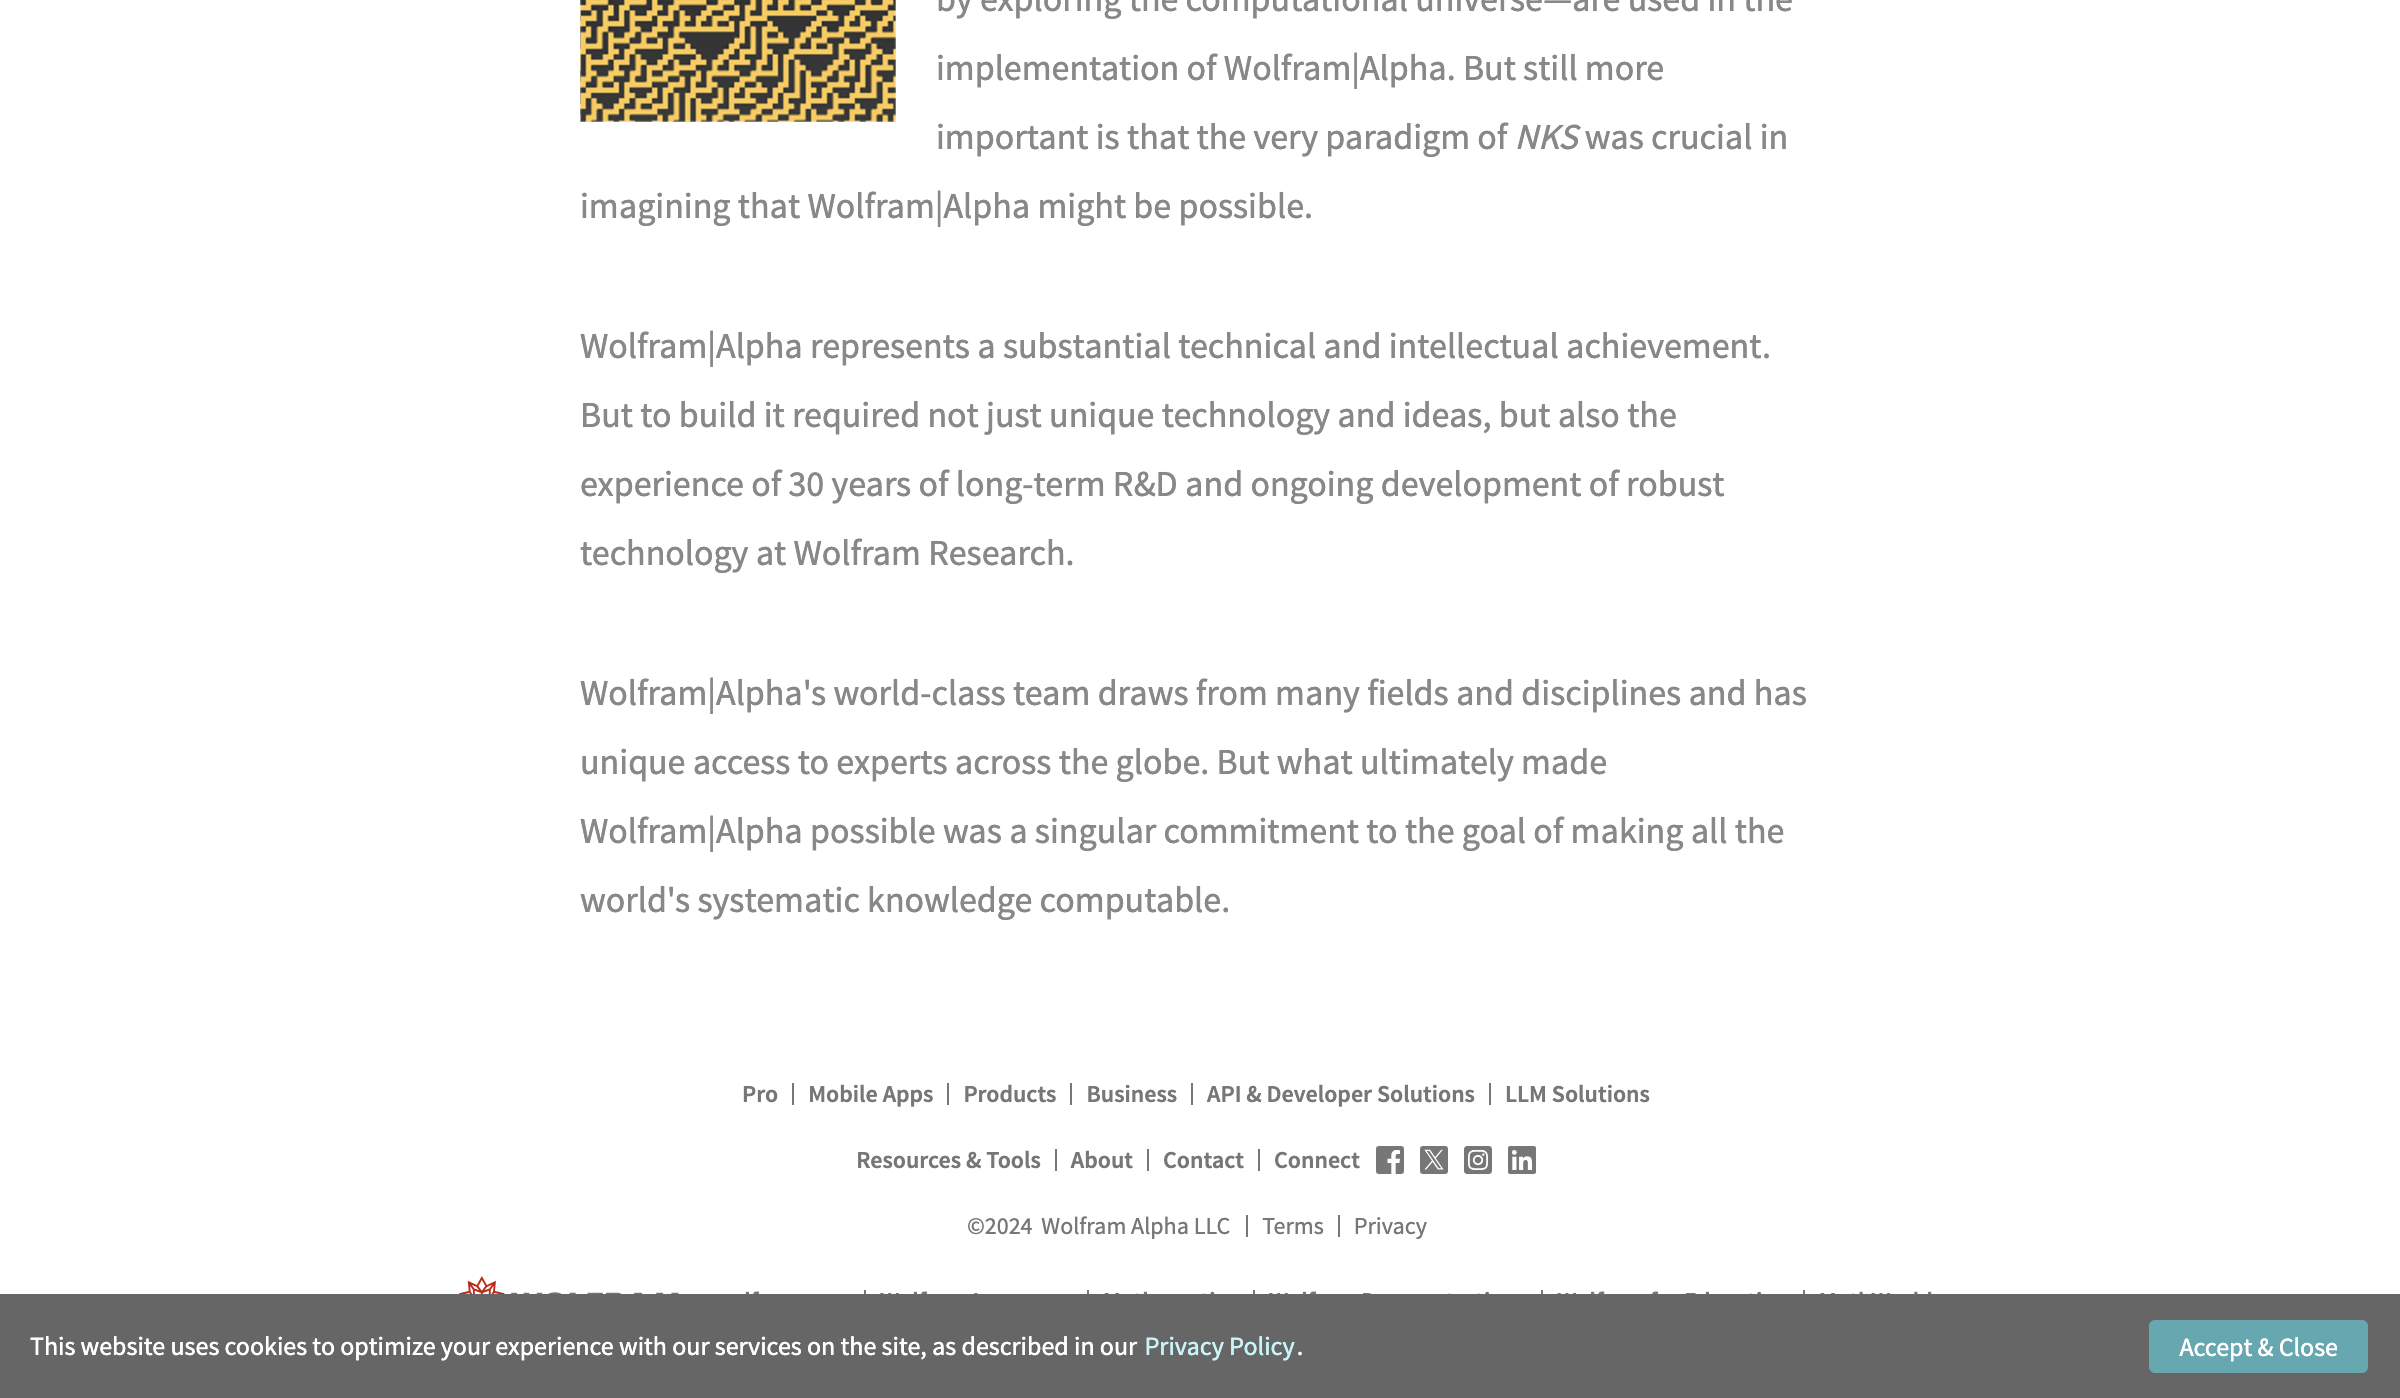 by exploring the computational universe—are used in the
implementation of Wolfram|Alpha. But still more
important is that the very paradigm of NKS was crucial in
imagining that Wolfram|Alpha might be possible.
Wolfram|Alpha represents a substantial technical and intellectual achievement.
But to build it required not just unique technology and ideas, but also the
experience of 30 years of long-term R&D and ongoing development of robust
technology at Wolfram Research.
Wolfram|Alpha's world-class team draws from many fields and disciplines and has
unique access to experts across the globe. But what ultimately made
Wolfram|Alpha possible was a singular commitment to the goal of making all the
world's systematic knowledge computable.
Pro | Mobile Apps | Products | Business | API & Developer Solutions | LLM Solutions
Resources & Tools | About | Contact | Connect
©2024 Wolfram Alpha LLC | Terms | Privacy
This website uses cookies to optimize your experience with our services on the site, as described in our Privacy Policy.
Accept & Close